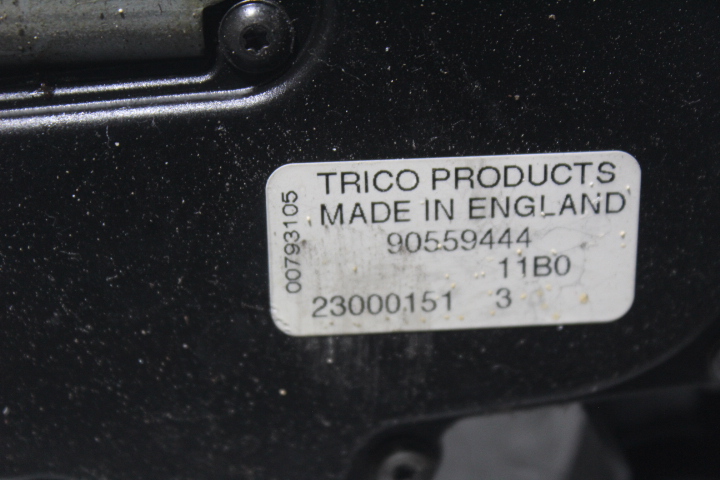 TRICO PRODUCTS
MADE IN ENGLAND
90559444
11B0
23000151 3
00793105